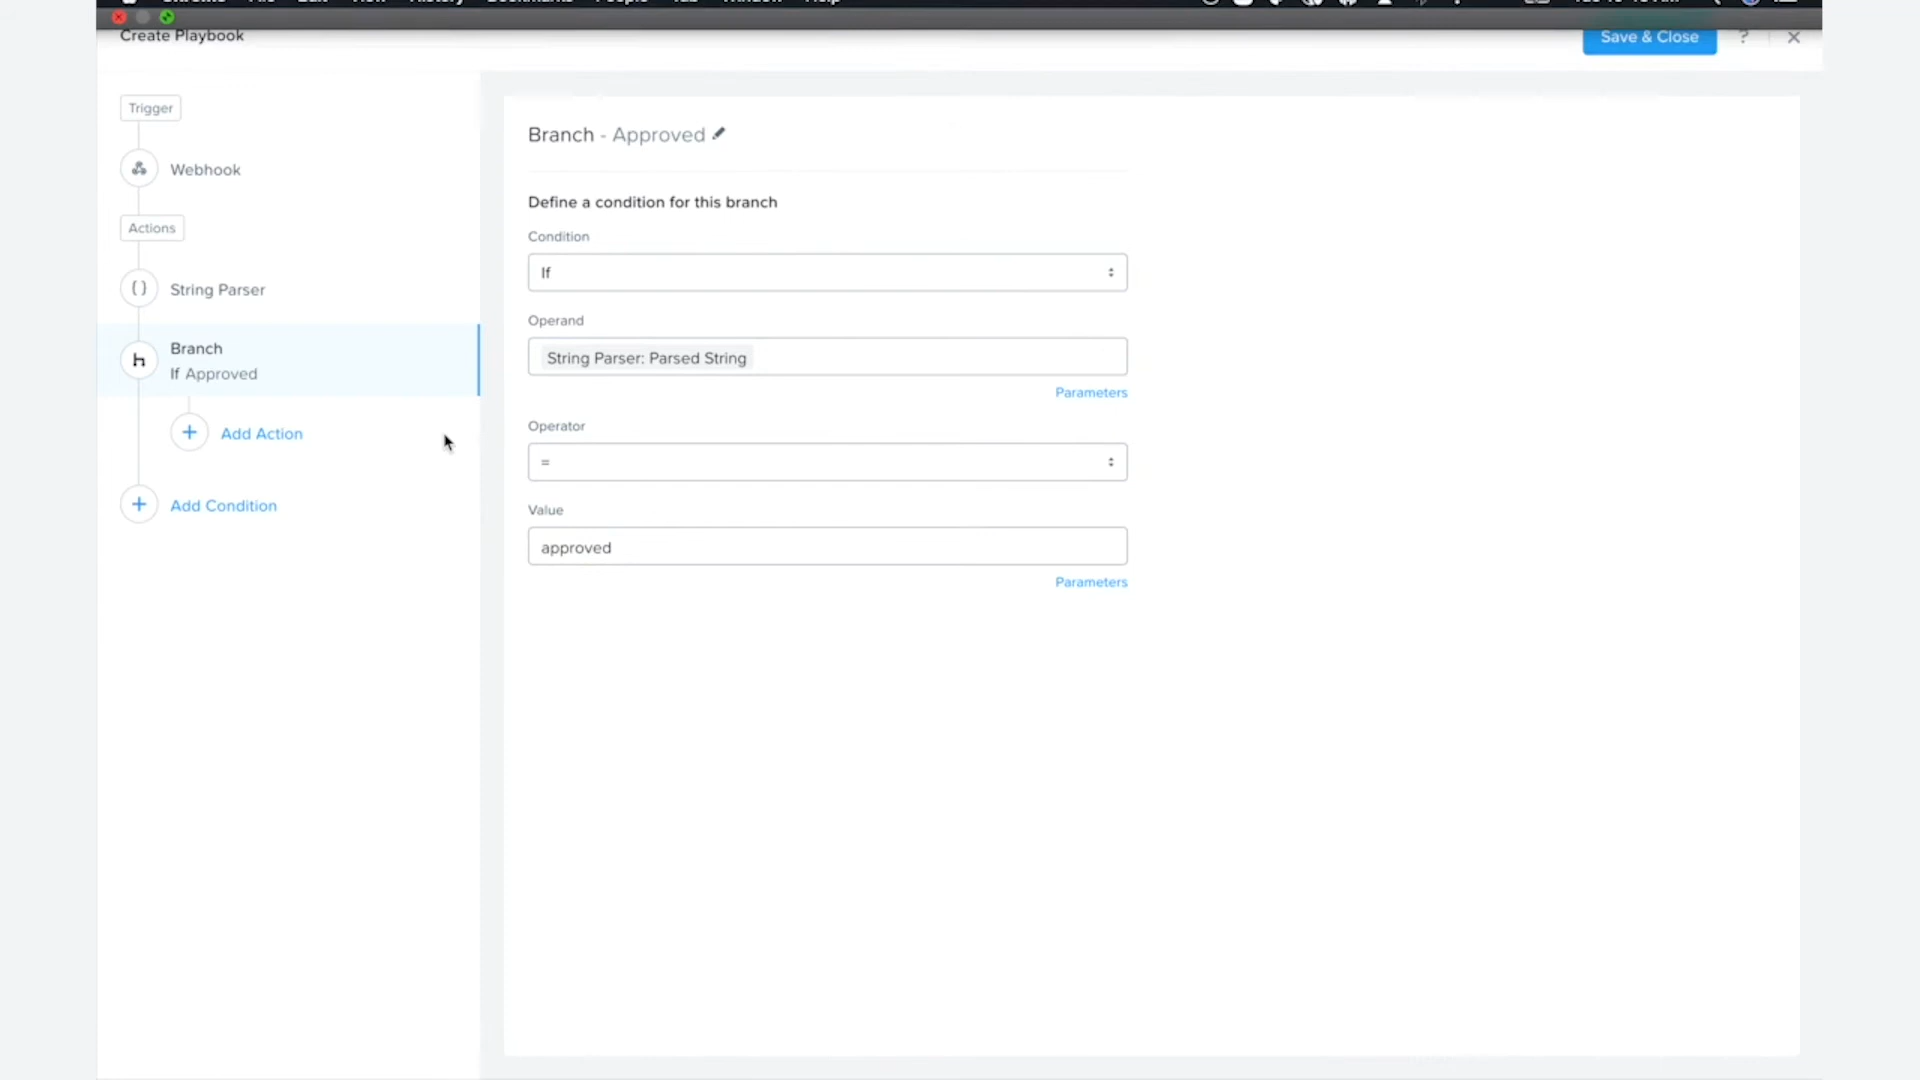 Create Playbook
Save & Close
?
Trigger
Webhook
Actions
String Parser
Branch
If Approved
Add Action
Add Condition
Branch - Approved
Define a condition for this branch
Condition
If
Operand
String Parser: Parsed String
Parameters
Operator
=
Value
approved
Parameters